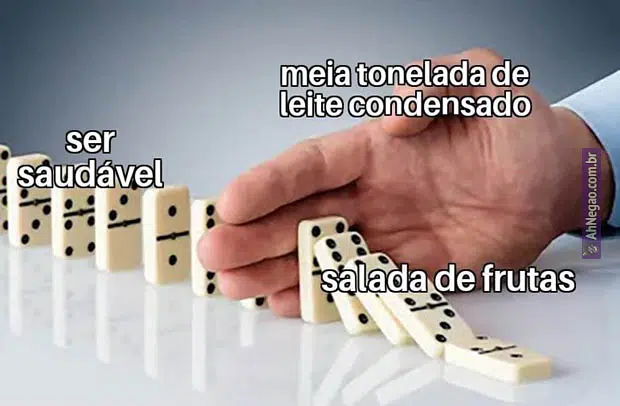 meia tonelada de
leite condensado
ser
saudável
salada de frutas
AhNegao.com.br